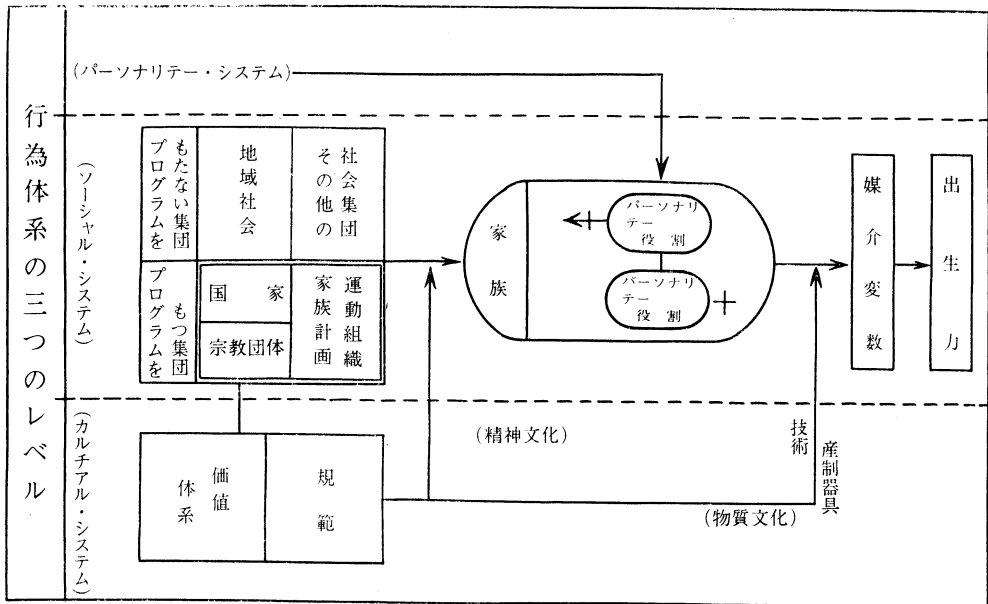 行為体系の三つのレベル
(パーソナリテー・システム)
(ソーシャル・システム)
プログラムを
もたない集団
地域社会
その他の
社会集団
プログラムを
もつ集団
国家
宗教団体
家族計画
運動組織
家族
パーソナリ
テー
役割
パーソナリ
テー
役割
媒介変数
出生力
(カルチアル・システム)
体系
価値
規範
(精神文化)
(物質文化)
技術
産制器具